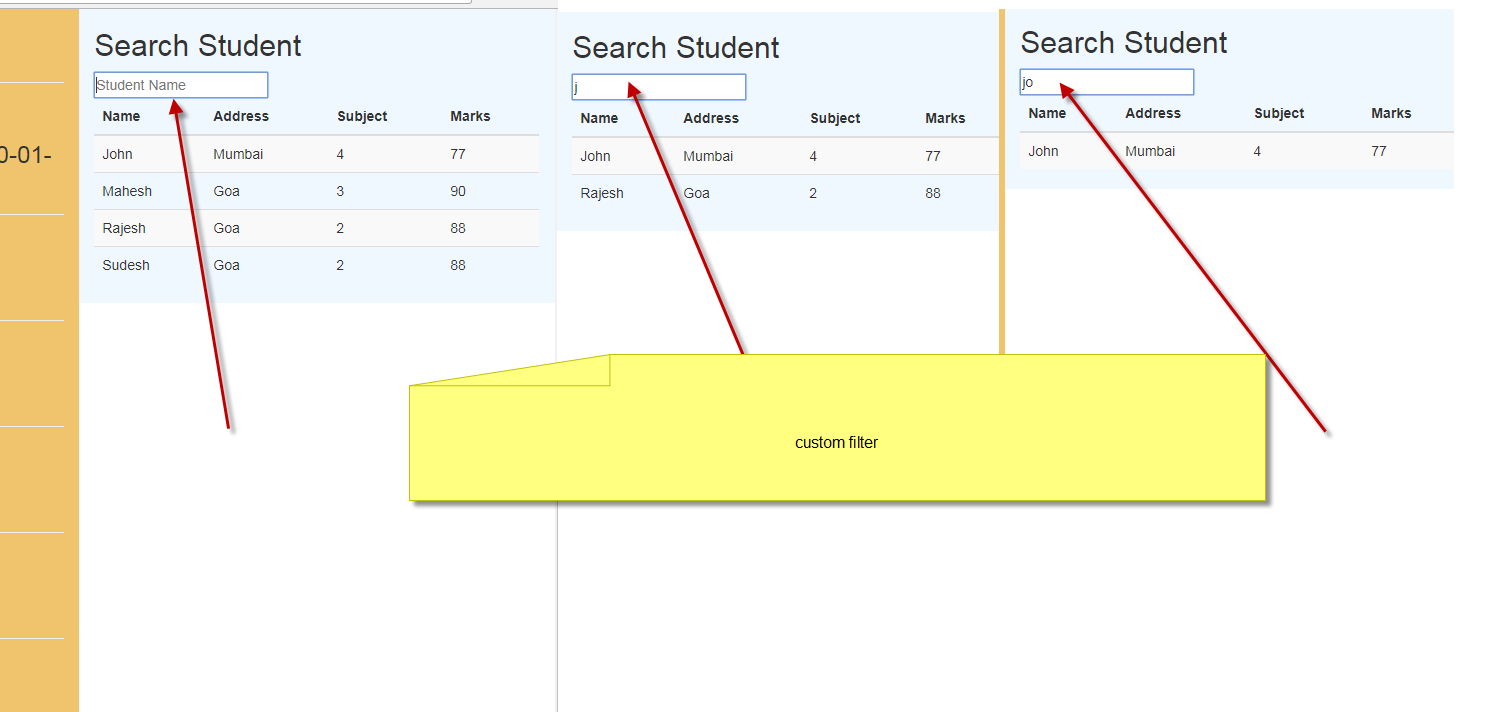 0-01-
Search Student
Student Name
Name Address Subject Marks
John Mumbai 4 77
Mahesh Goa 3 90
Rajesh Goa 2 88
Sudesh Goa 2 88
Search Student
j
Name Address Subject Marks
John Mumbai 4 77
Rajesh Goa 2 88
Search Student
jo
Name Address Subject Marks
John Mumbai 4 77
custom filter